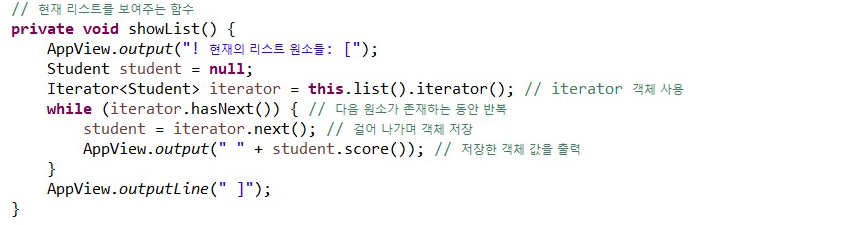 // 현재 리스트를 보여주는 함수
private void showList() {
    AppView.output("! 현재의 리스트 원소들: [");
    Student student = null;
    Iterator<Student> iterator = this.list().iterator(); // iterator 객체 사용
    while (iterator.hasNext()) { // 다음 원소가 존재하는 동안 반복
        student = iterator.next(); // 걸어 나가며 객체 저장
        AppView.output(" " + student.score()); // 저장한 객체 값을 출력
    }
    AppView.outputLine(" ]");
}